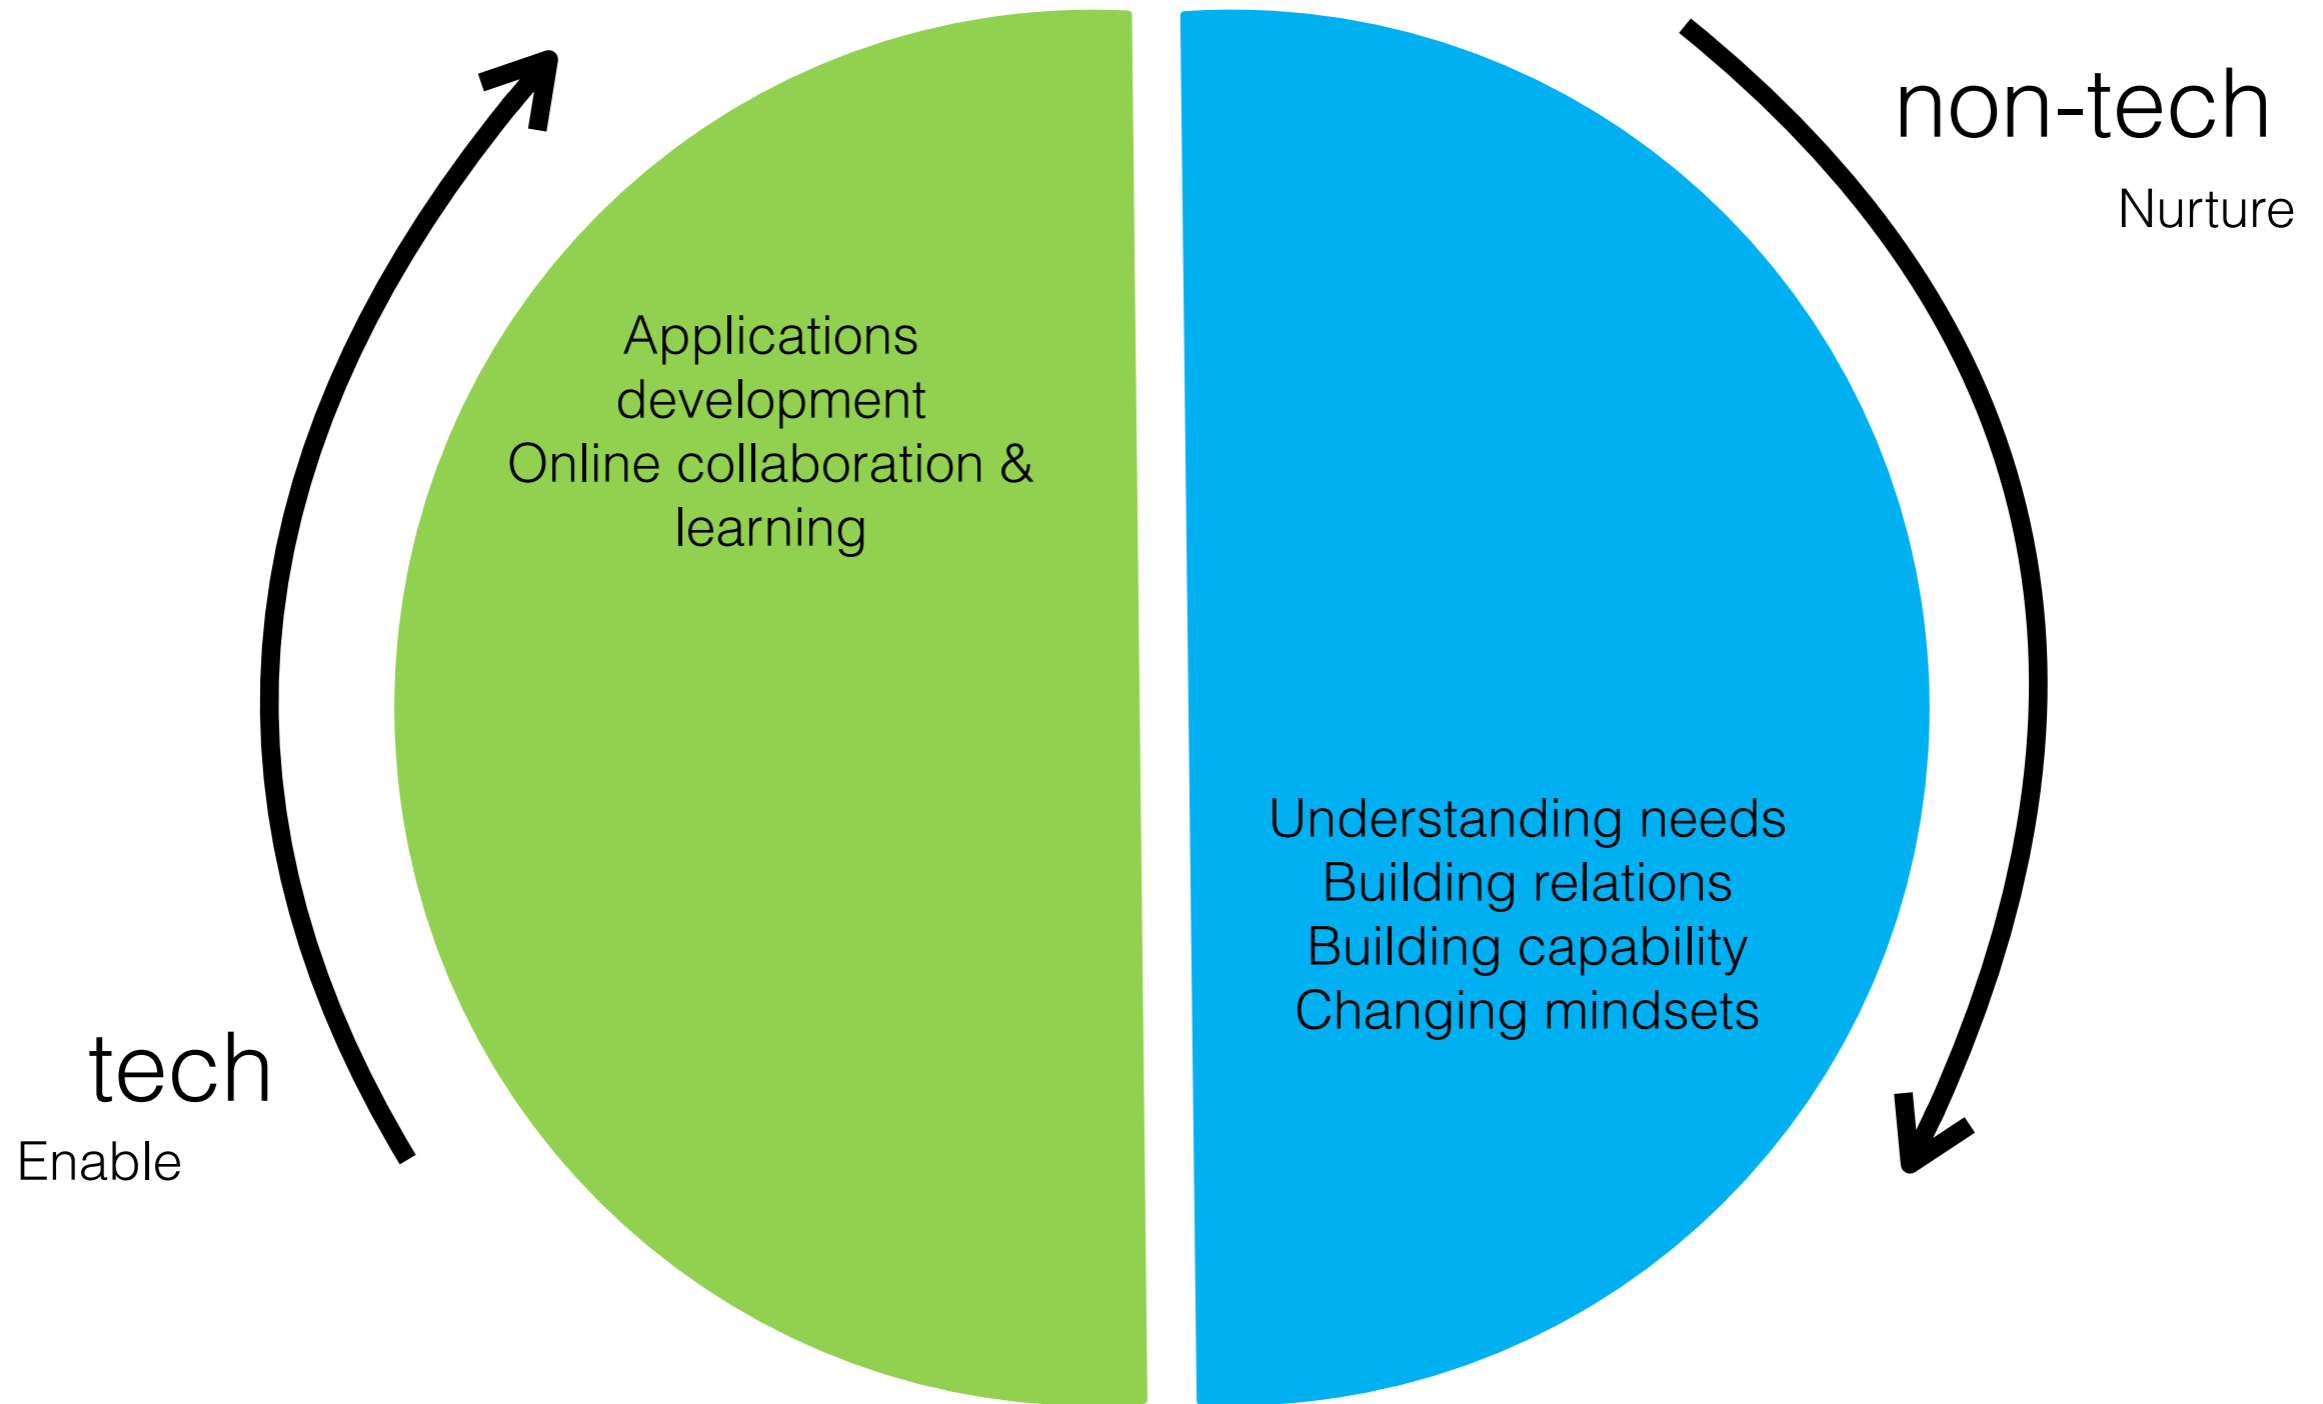 Applications
development
Online collaboration &
learning
tech
Enable
non-tech
Nurture
Understanding needs
Building relations
Building capability
Changing mindsets